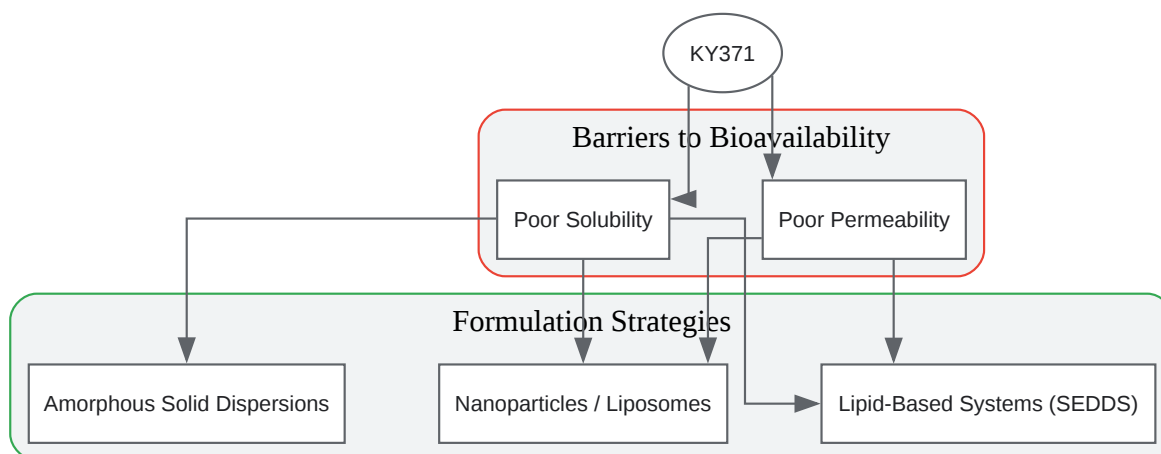 KY371
Barriers to Bioavailability
Poor Solubility
Poor Permeability
Formulation Strategies
Amorphous Solid Dispersions
Nanoparticles / Liposomes
Lipid-Based Systems (SEDDS)